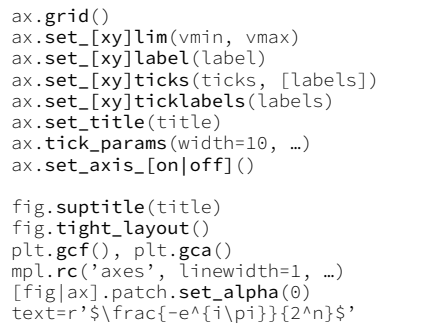 ax.grid()
ax.set_[xy]lim(vmin, vmax)
ax.set_[xy]label(label)
ax.set_[xy]ticks(ticks, [labels])
ax.set_[xy]ticklabels(labels)
ax.set_title(title)
ax.tick_params(width=10, …)
ax.set_axis_[on|off]()
fig.suptitle(title)
fig.tight_layout()
plt.gcf(), plt.gca()
mpl.rc(’axes’, linewidth=1, …)
[fig|ax].patch.set_alpha(0)
text=r’$\frac{-e^{i\pi}}{2^n}$’